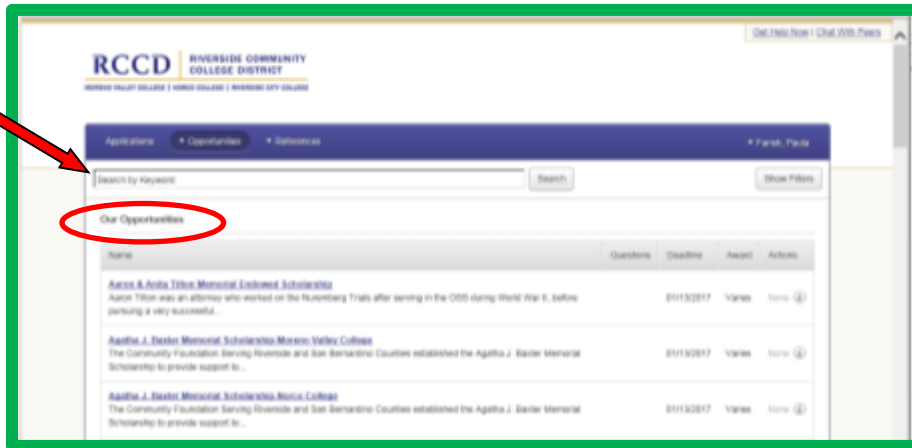 Get Help Now | Chat With Peers
RCCD RIVERSIDE COMMUNITY
COLLEGE DISTRICT
MORENO VALLEY COLLEGE | NORCO COLLEGE | RIVERSIDE CITY COLLEGE
Applications Opportunities References Farish, Paula
Search by Keyword Search Show Filters
Our Opportunities
Name Questions Deadline Award Actions
Aaron & Anita Titton Memorial Endowed Scholarship
Aaron Titton was an attorney who worked on the Nuremberg Trials after serving in the OSS during World War II, before 01/13/2017 Varies None
pursuing a very successful...
Agatha J. Baxter Memorial Scholarship-Moreno Valley College
The Community Foundation Serving Riverside and San Bernardino Counties established the Agatha J. Baxter Memorial 01/13/2017 Varies None
Scholarship to provide support to...
Agatha J. Baxter Memorial Scholarship-Norco College
The Community Foundation Serving Riverside and San Bernardino Counties established the Agatha J. Baxter Memorial 01/13/2017 Varies None
Scholarship to provide support to...